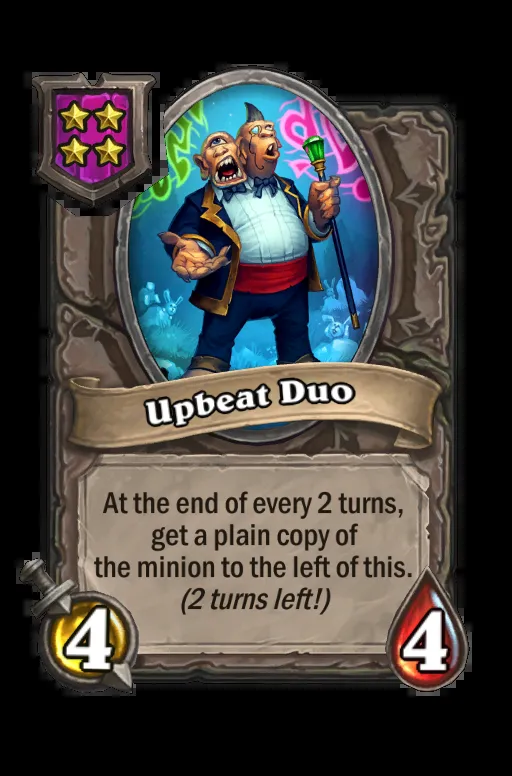 Upbeat Duo
At the end of every 2 turns,
get a plain copy of
the minion to the left of this.
(2 turns left!)
4
4